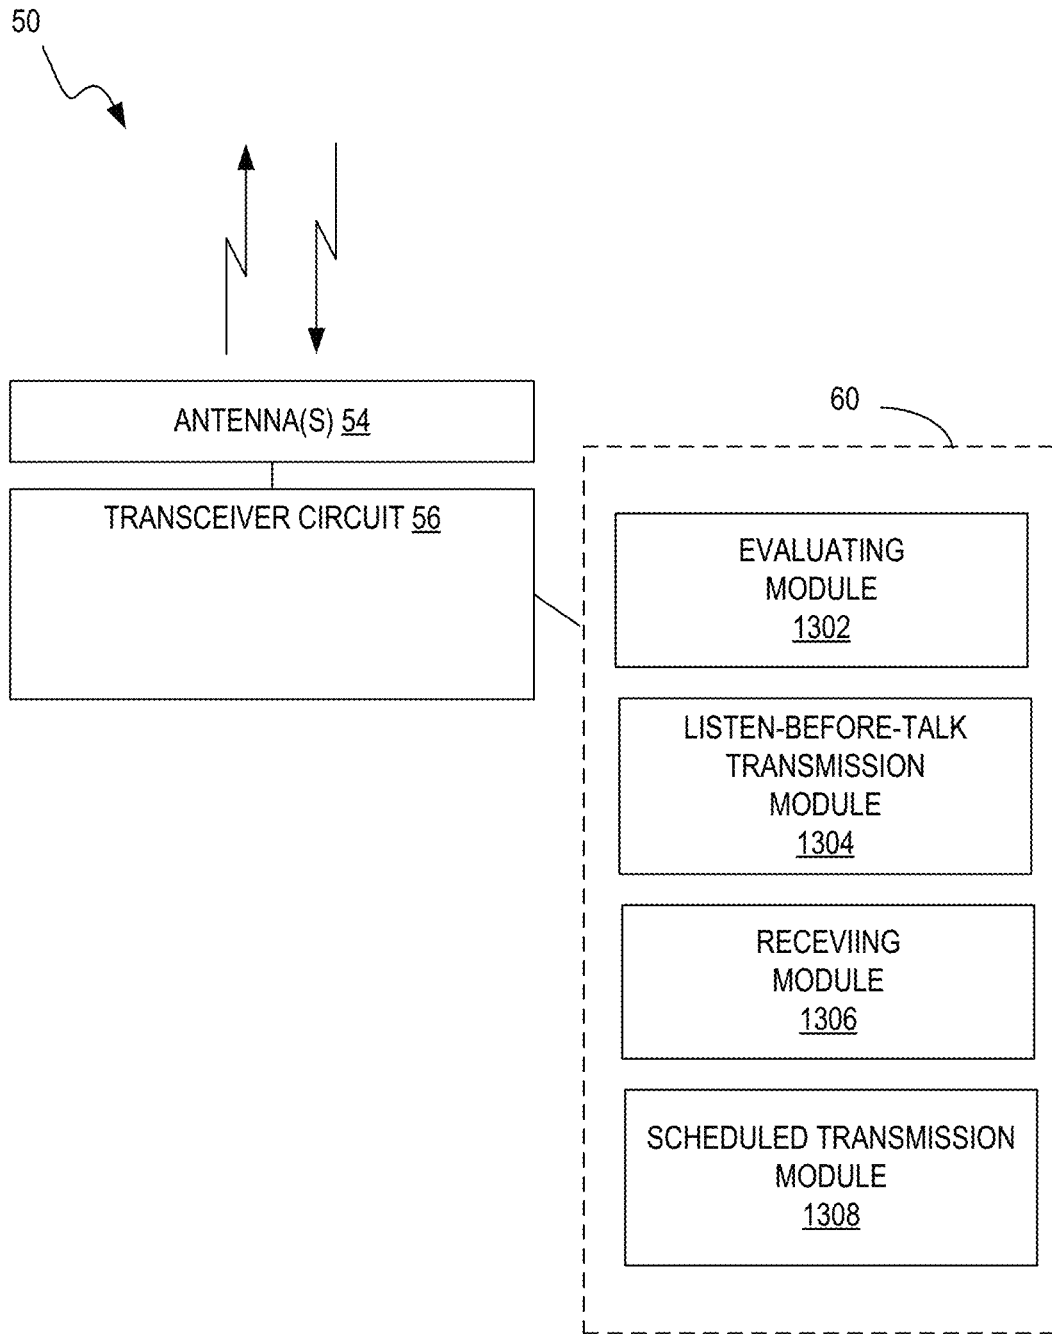 50
ANTENNA(S) 54
60
TRANSCEIVER CIRCUIT 56
EVALUATING
MODULE
1302
LISTEN-BEFORE-TALK
TRANSMISSION
MODULE
1304
RECEVIING
MODULE
1306
SCHEDULED TRANSMISSION
MODULE
1308